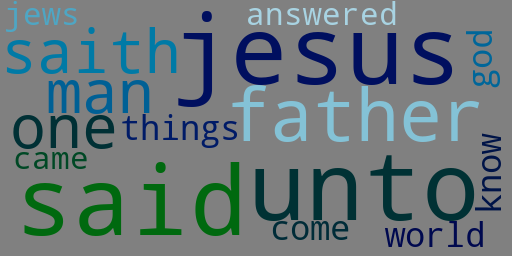 jews
answered
jesus
saith
god
man
father
one
things
came
know
said
unto
come
world